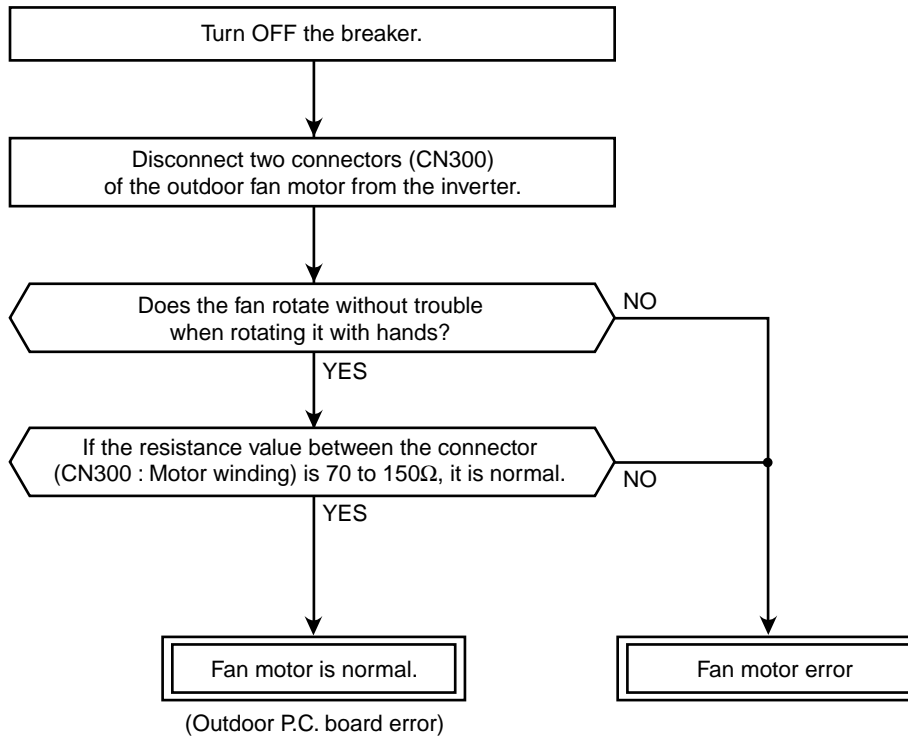 Turn OFF the breaker.
Disconnect two connectors (CN300)
of the outdoor fan motor from the inverter.
Does the fan rotate without trouble
when rotating it with hands?
NO
YES
If the resistance value between the connector
(CN300 : Motor winding) is 70 to 150Ω, it is normal.
NO
YES
Fan motor is normal.
Fan motor error
(Outdoor P.C. board error)